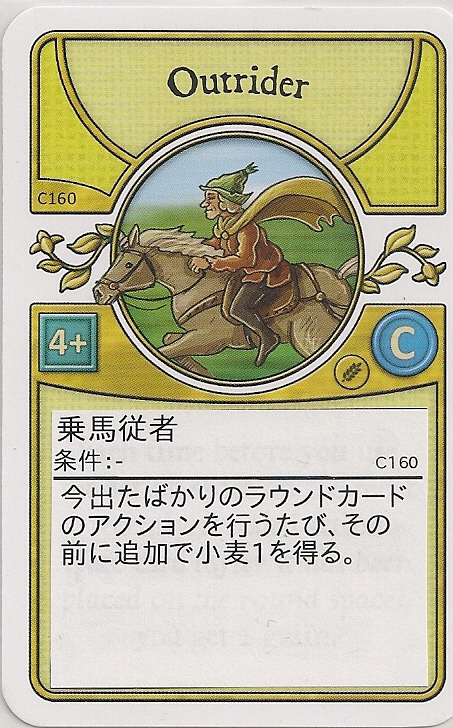 Outrider
C160
4+
C
乗馬従者
条件:-
C160
今出たばかりのラウンドカード
のアクションを行うたび、その
前に追加で小麦1を得る。